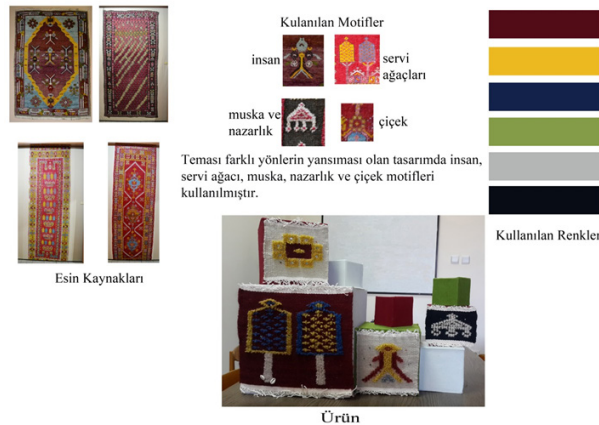 Kulanılan Motifler
insan
servi
ağaçları
muska ve
nazarlık
çiçek
Teması farklı yönlerin yansıması olan tasarımda insan,
servi ağacı, muska, nazarlık ve çiçek motifleri
kullanılmıştır.
Esin Kaynakları
Kullanılan Renkler
Ürün